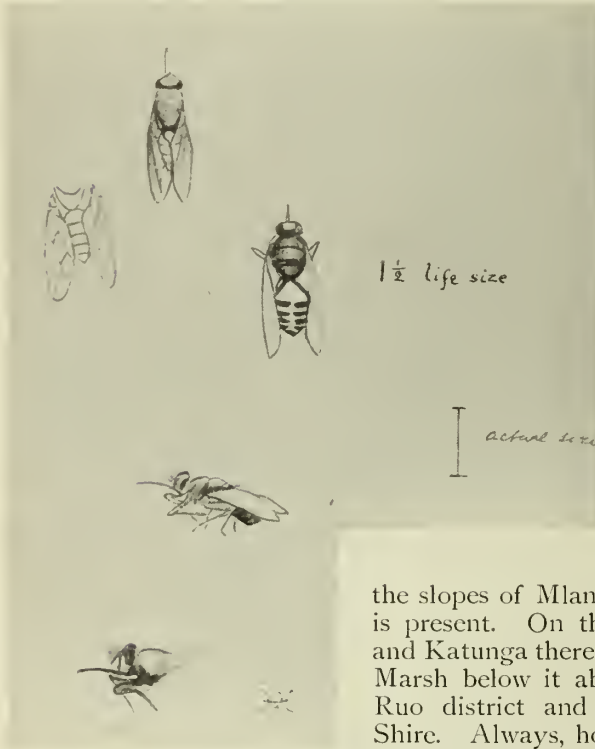 1½ life size
actual size
the slopes of Mlan
is present. On th
and Katunga there
Marsh below it ab
Ruo district and
Shire. Always, ho